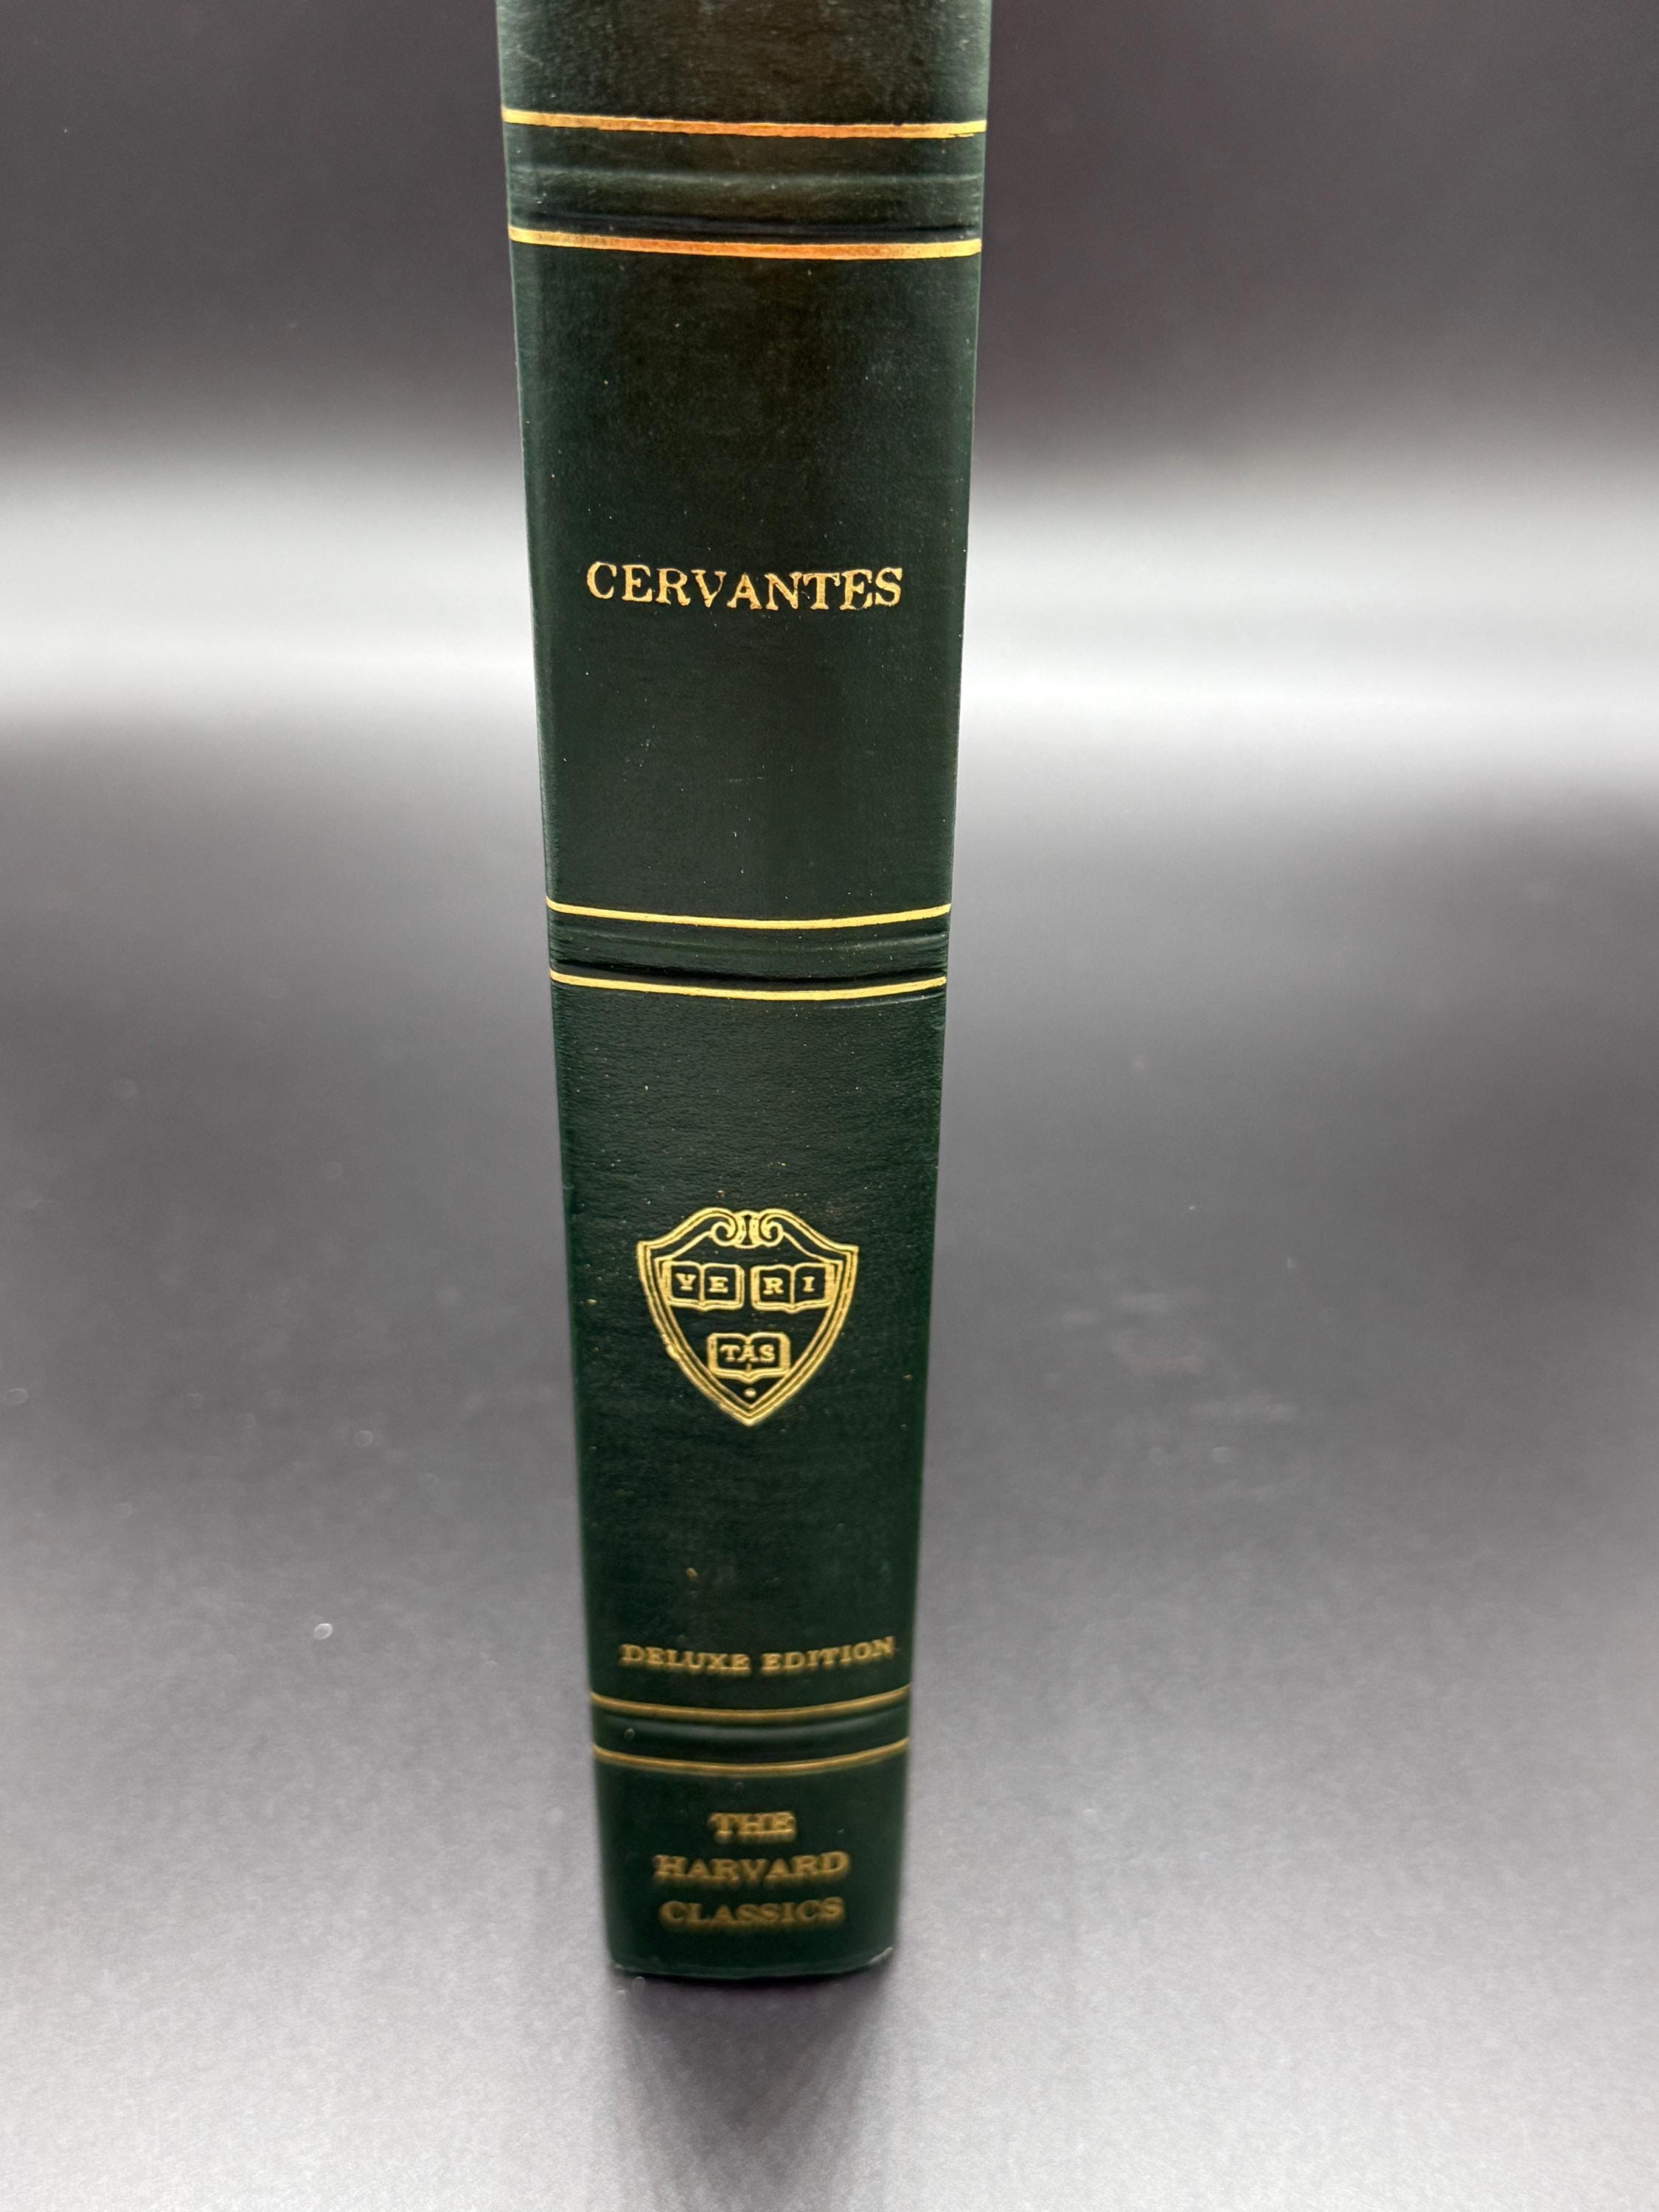 CERVANTES
VE RI
TAS
DELUXE EDITION
THE
HARVARD
CLASSICS